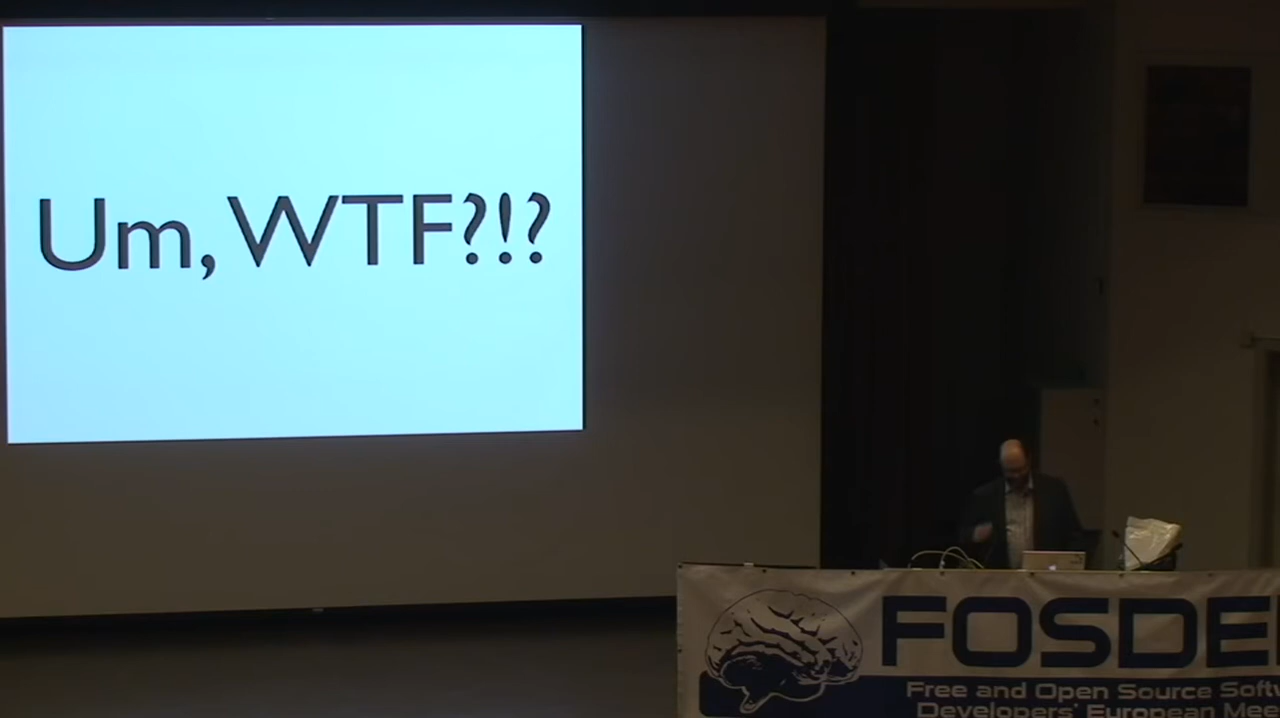 Um, WTF?!?
FOSDE
Free and Open Source Softw
Developers' European Mee